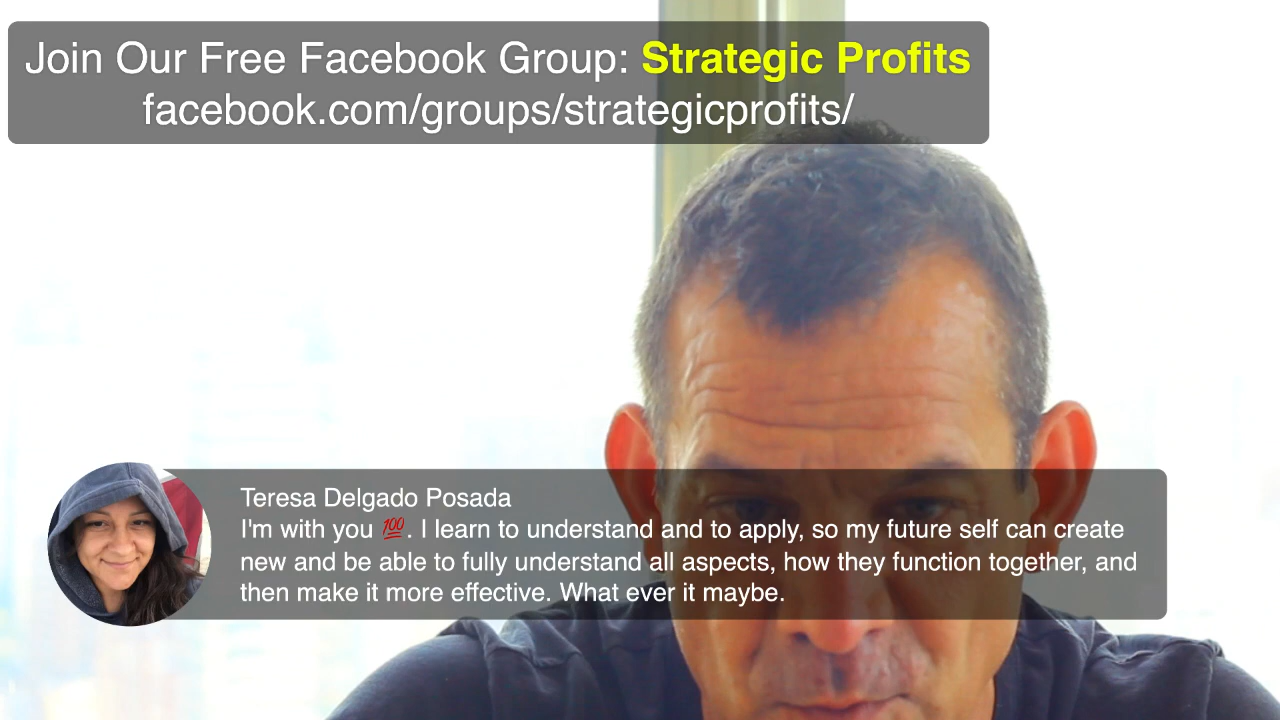 Join Our Free Facebook Group: Strategic Profits
facebook.com/groups/strategicprofits/
Teresa Delgado Posada
I'm with you 💯. I learn to understand and to apply, so my future self can create
new and be able to fully understand all aspects, how they function together, and
then make it more effective. What ever it maybe.